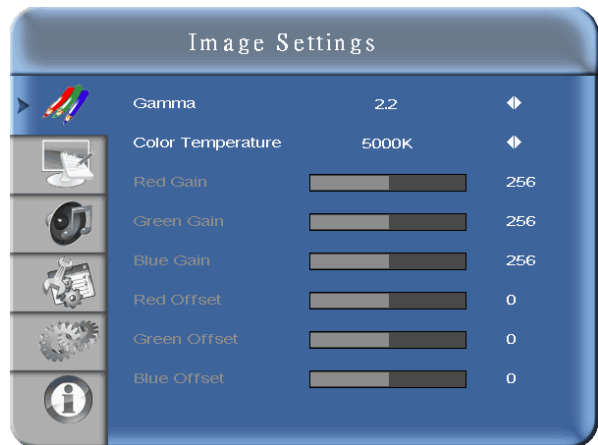 Image Settings
Gamma 2.2
Color Temperature 5000K
Red Gain 256
Green Gain 256
Blue Gain 256
Red Offset 0
Green Offset 0
Blue Offset 0